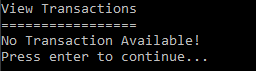 View Transactions
=================
No Transaction Available!
Press enter to continue...